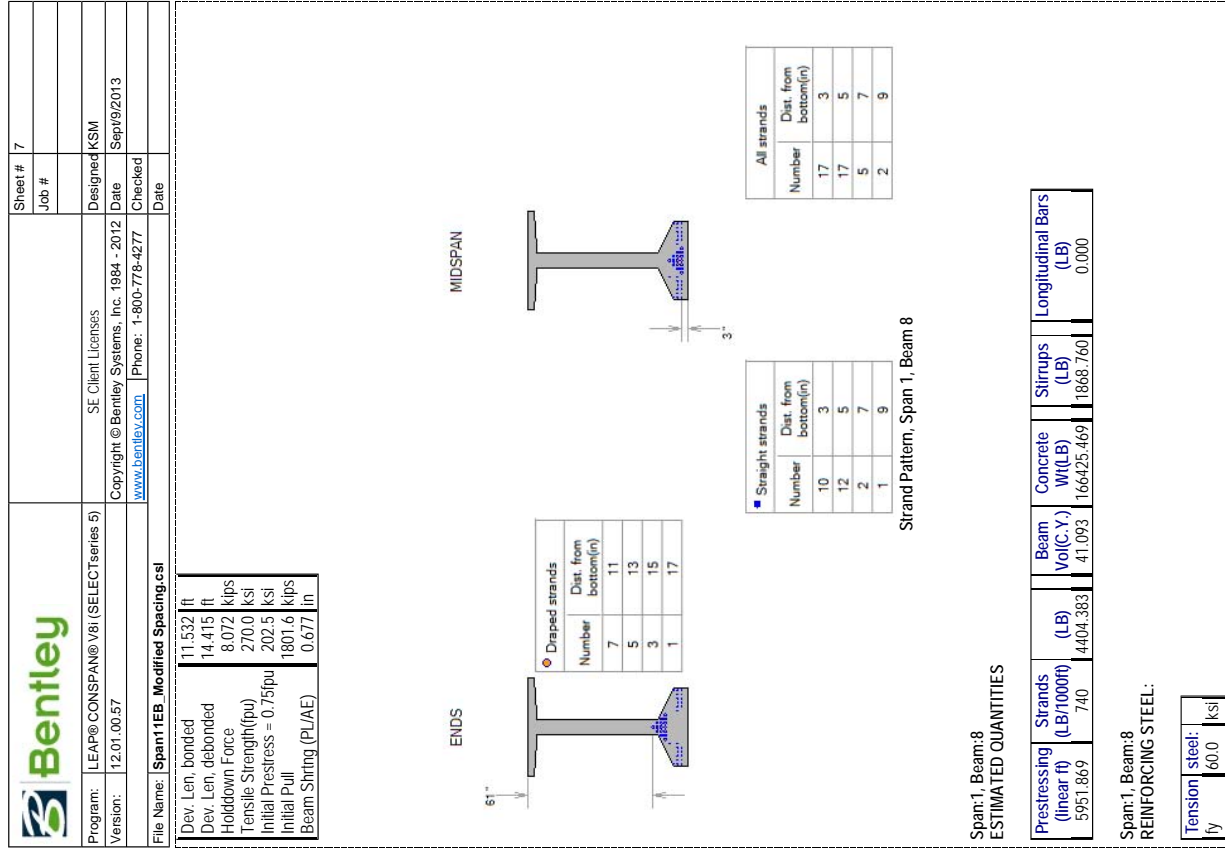 Bentley
Sheet # 7
Job #
Program: LEAP® CONSPAN® V8i (SELECTseries 5) SE Client Licenses
Designed KSM
Version: 12.01.00.57 Copyright © Bentley Systems, Inc. 1984 - 2012 Date Sept/9/2013
www.bentley.com Phone: 1-800-778-4277 Checked
File Name: Span11EB_Modified Spacing.csl Date
Dev. Len, bonded 11.532 ft
Dev. Len, debonded 14.415 ft
Holddown Force 8.072 kips
Tensile Strength(fpu) 270.0 ksi
Initial Prestress = 0.75fpu 202.5 ksi
Initial Pull 1801.6 kips
Beam Shrtng (PL/AE) 0.677 in
ENDS
MIDSPAN
61"
3"
Draped strands
Number Dist. from bottom(in)
7 11
5 13
3 15
1 17
Straight strands
Number Dist. from bottom(in)
10 3
12 5
2 7
1 9
All strands
Number Dist. from bottom(in)
17 3
17 5
5 7
2 9
Strand Pattern, Span 1, Beam 8
Span:1, Beam:8
ESTIMATED QUANTITIES
Prestressing Strands Beam Concrete Stirrups Longitudinal Bars
(linear ft) (LB/1000ft) (LB) Vol(C.Y.) Wt(LB) (LB) (LB)
5951.869 740 4404.383 41.093 166425.469 1868.760 0.000
Span:1, Beam:8
REINFORCING STEEL:
Tension steel:
fy 60.0 ksi